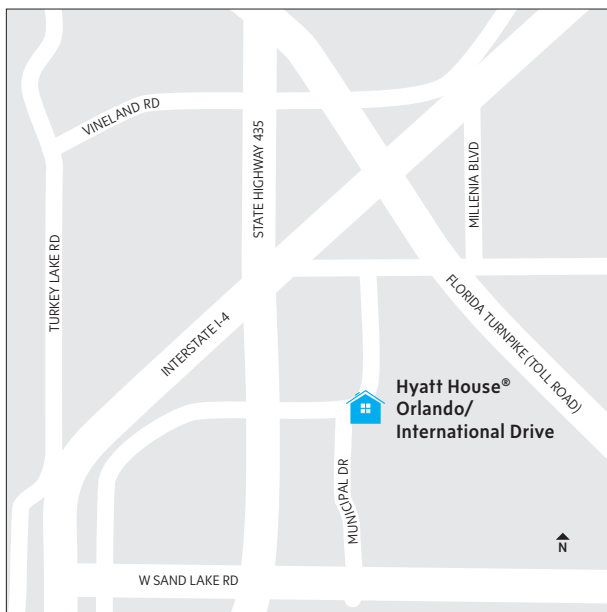 VINELAND RD
STATE HIGHWAY 435
MILLENIA BLVD
TURKEY LAKE RD
INTERSTATE I-4
FLORIDA TURNPIKE (TOLL ROAD)
Hyatt House®
Orlando/
International Drive
MUNICIPAL DR
N
W SAND LAKE RD